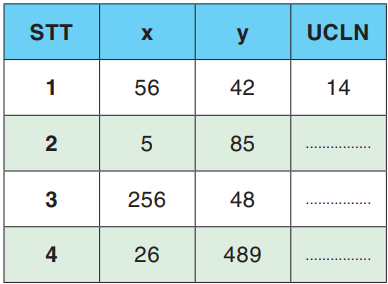 STT x y UCLN
1 56 42 14
2 5 85 ................
3 256 48 ................
4 26 489 ................